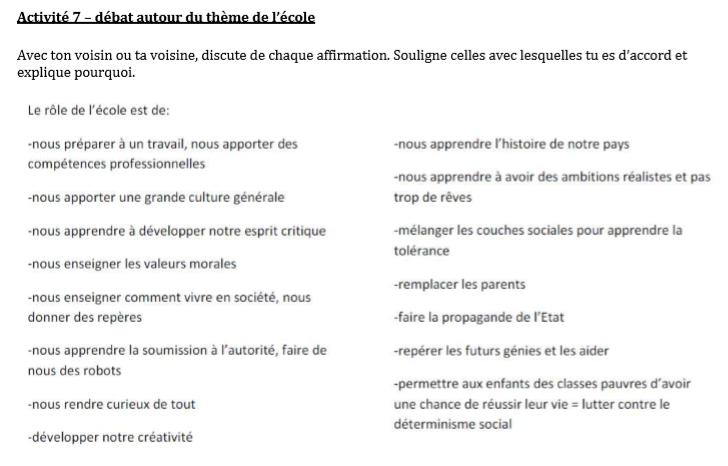 Activité 7 – débat autour du thème de l'école
Avec ton voisin ou ta voisine, discute de chaque affirmation. Souligne celles avec lesquelles tu es d'accord et
explique pourquoi.
Le rôle de l'école est de:
-nous préparer à un travail, nous apporter des
compétences professionnelles
-nous apporter une grande culture générale
-nous apprendre à développer notre esprit critique
-nous enseigner les valeurs morales
-nous enseigner comment vivre en société, nous
donner des repères
-nous apprendre la soumission à l'autorité, faire de
nous des robots
-nous rendre curieux de tout
-développer notre créativité
-nous apprendre l'histoire de notre pays
-nous apprendre à avoir des ambitions réalistes et pas
trop de rêves
-mélanger les couches sociales pour apprendre la
tolérance
-remplacer les parents
-faire la propagande de l'Etat
-repérer les futurs génies et les aider
-permettre aux enfants des classes pauvres d'avoir
une chance de réussir leur vie = lutter contre le
déterminisme social